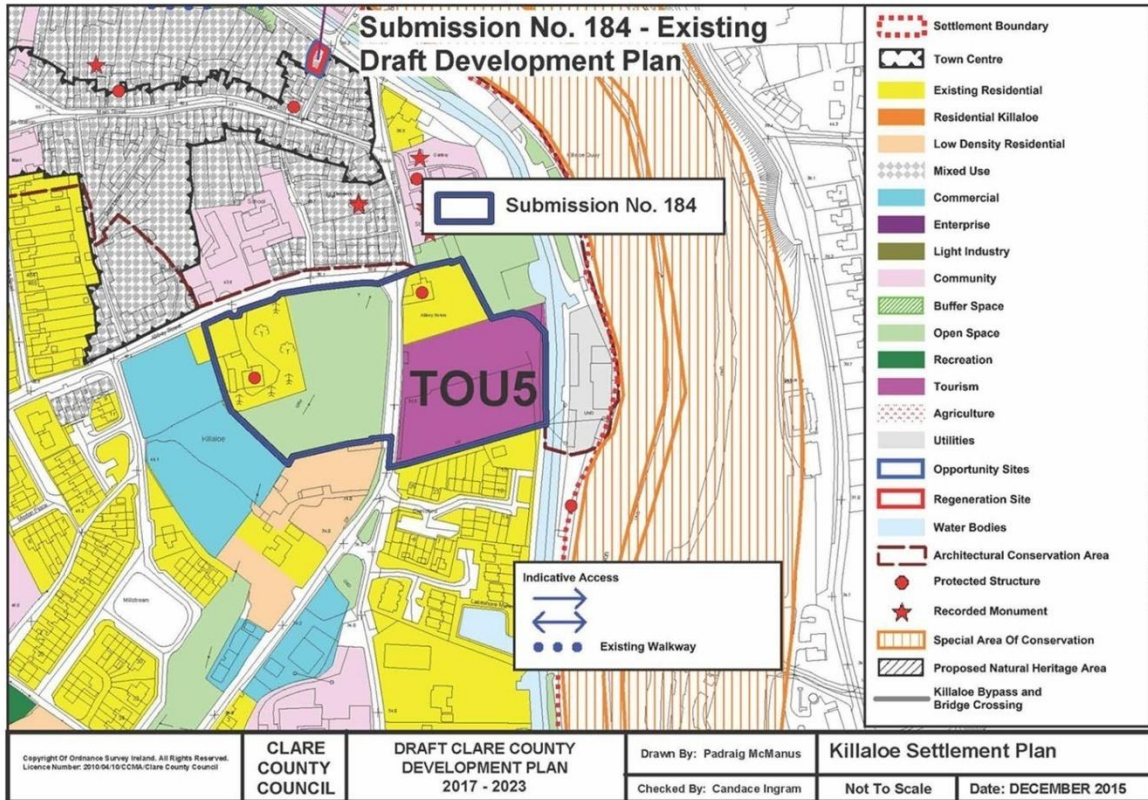 Submission No. 184 - Existing
Draft Development Plan
Submission No. 184
TOU5
Killaloe
Millstream
Abbey Street
School
Indicative Access
Existing Walkway
Settlement Boundary
Town Centre
Existing Residential
Residential Killaloe
Low Density Residential
Mixed Use
Commercial
Enterprise
Light Industry
Community
Buffer Space
Open Space
Recreation
Tourism
Agriculture
Utilities
Opportunity Sites
Regeneration Site
Water Bodies
Architectural Conservation Area
Protected Structure
Recorded Monument
Special Area Of Conservation
Proposed Natural Heritage Area
Killaloe Bypass and
Bridge Crossing
Copyright Of Ordnance Survey Ireland. All Rights Reserved.
Licence Number: 2010/04/10/CCMA/Clare County Council
CLARE
COUNTY
COUNCIL
DRAFT CLARE COUNTY
DEVELOPMENT PLAN
2017 - 2023
Drawn By: Padraig McManus
Checked By: Candace Ingram
Killaloe Settlement Plan
Not To Scale
Date: DECEMBER 2015